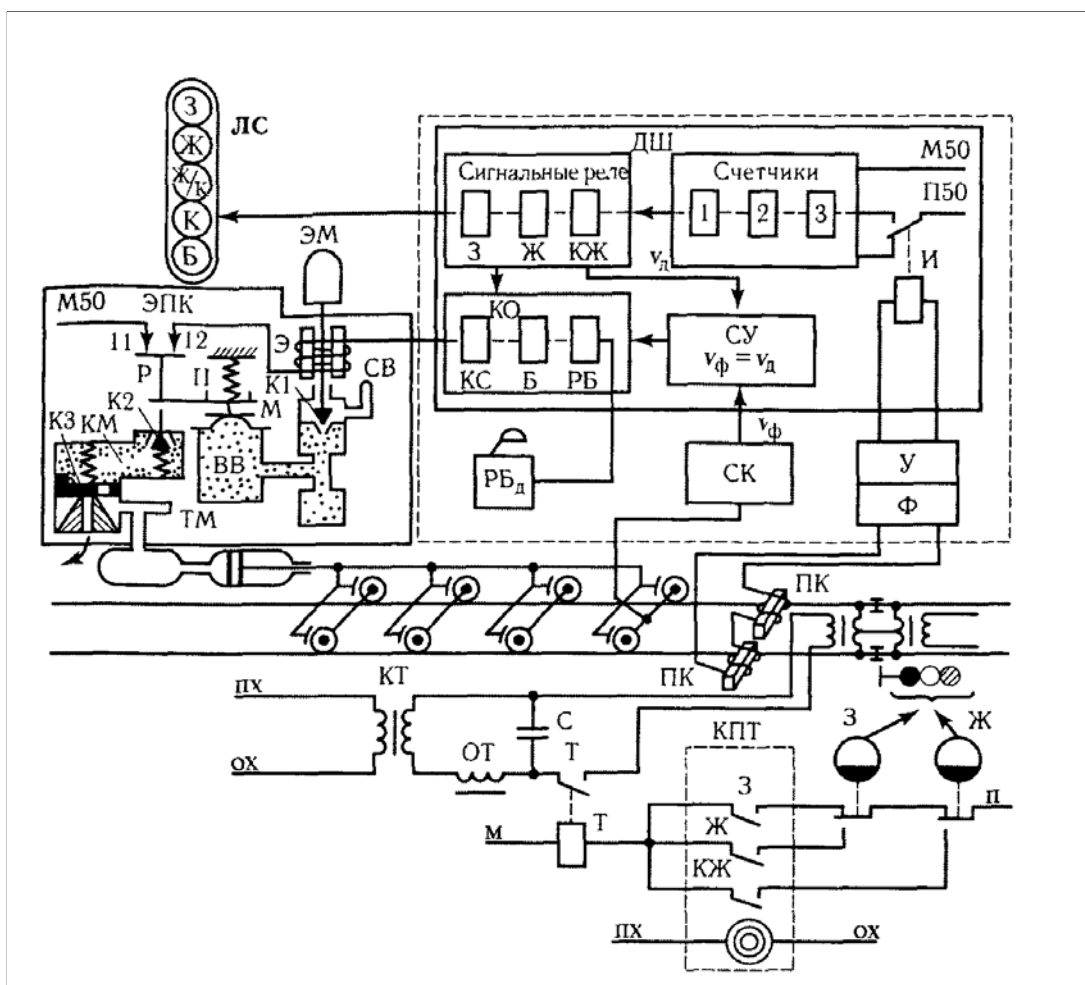 З
ЛС
Ж
Ж/К
К
Б
ДШ
М50
Сигнальные реле
Счетчики
П50
1 2 3
З Ж КЖ
ЭМ
И
vд
М50 ЭПК
КО
СУ
11 12
Э
vф = vд
СВ
КС Б РБ
Р П
К1
К2
М
К3 КМ
vф
ВВ
РБд
СК
У
Ф
ТМ
ПК
КТ
ПК
пх
С
З Ж
КПТ
ОТ Т
ох
З
п
Т
Ж
м
КЖ
пх ох